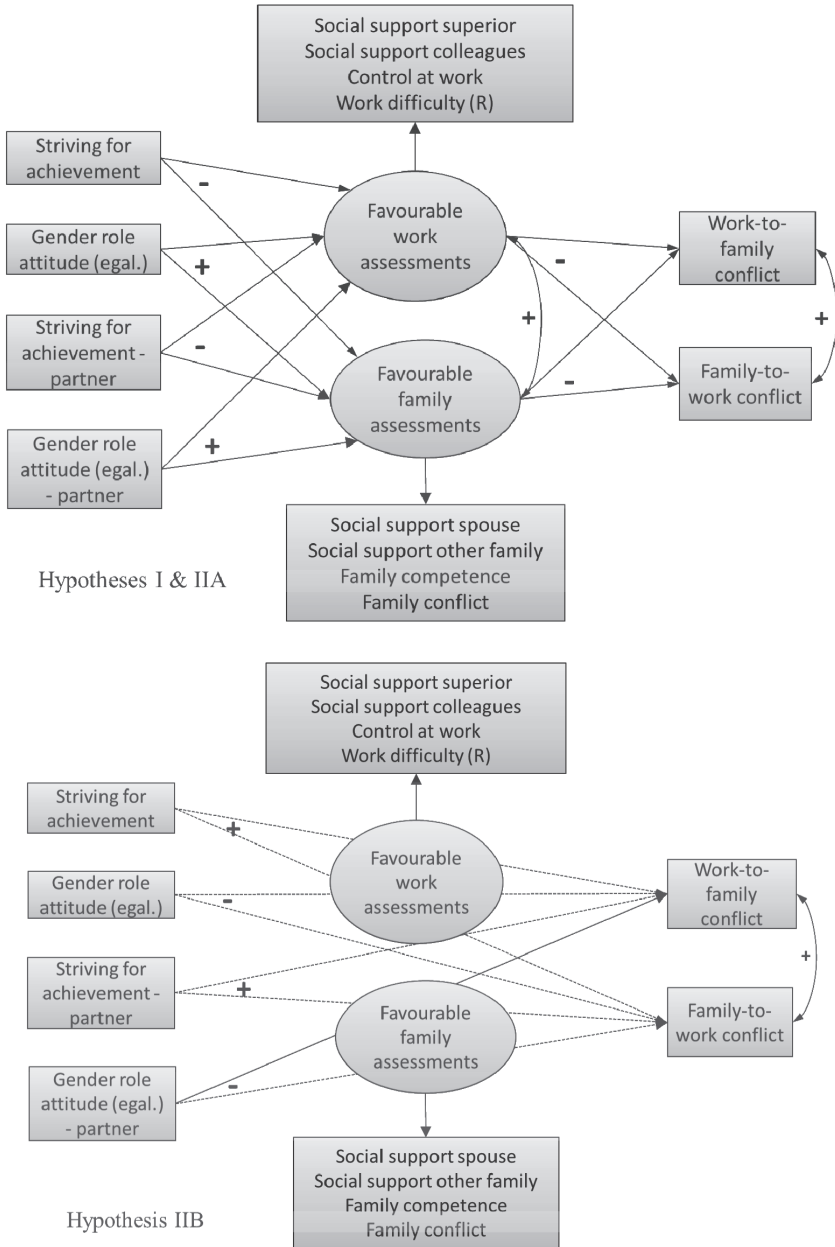 Social support superior
Social support colleagues
Control at work
Work difficulty (R)
Striving for
achievement
-
Gender role
attitude (egal.)
+
Striving for
achievement -
partner
-
Gender role
attitude (egal.)
- partner
+
Favourable
work
assessments
Favourable
family
assessments
+
-
-
Work-to-
family
conflict
+
Family-to-
work conflict
Social support spouse
Social support other family
Family competence
Family conflict
Hypotheses I & IIA
Social support superior
Social support colleagues
Control at work
Work difficulty (R)
Striving for
achievement
+
Gender role
attitude (egal.)
-
Striving for
achievement -
partner
+
Gender role
attitude (egal.)
- partner
-
Favourable
work
assessments
Favourable
family
assessments
Work-to-
family
conflict
+
Family-to-
work conflict
Social support spouse
Social support other family
Family competence
Family conflict
Hypothesis IIB